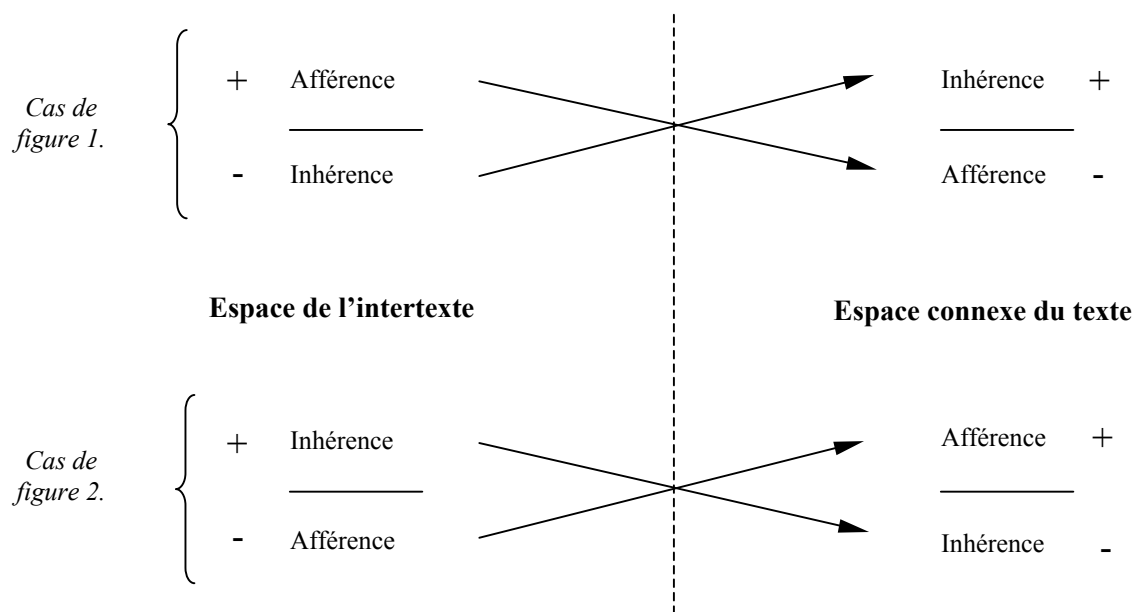 + Afférence Inhérence +
Cas de
figure 1.
- Inhérence Afférence -
Espace de l’intertexte Espace connexe du texte
+ Inhérence Afférence +
Cas de
figure 2.
- Afférence Inhérence -